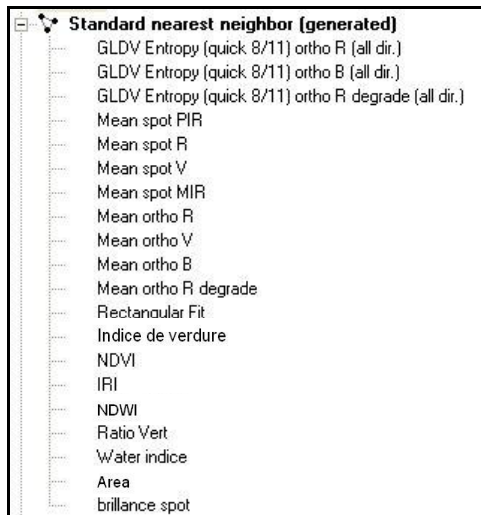 Standard nearest neighbor (generated)
GLDV Entropy (quick 8/11) ortho R (all dir.)
GLDV Entropy (quick 8/11) ortho B (all dir.)
GLDV Entropy (quick 8/11) ortho R degrade (all dir.)
Mean spot PIR
Mean spot R
Mean spot V
Mean spot MIR
Mean ortho R
Mean ortho V
Mean ortho B
Mean ortho R degrade
Rectangular Fit
Indice de verdure
NDVI
IRI
NDWI
Ratio Vert
Water indice
Area
brillance spot